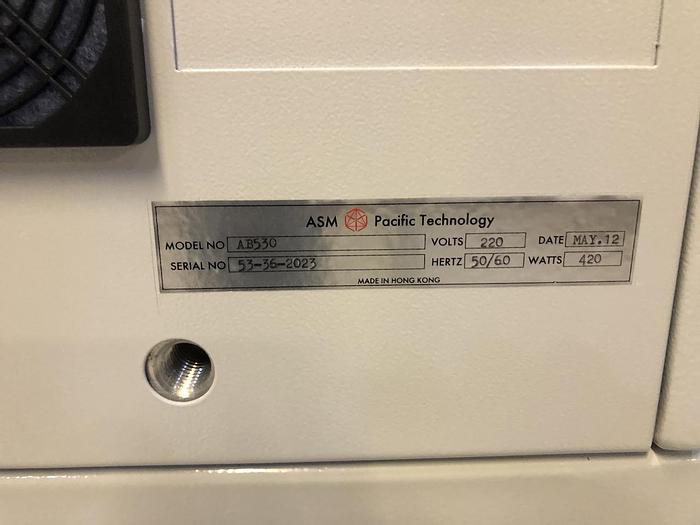 ASM Pacific Technology
MODEL NO AB530 VOLTS 220 DATE MAY.12
SERIAL NO 53-36-2023 HERTZ 50/60 WATTS 420
MADE IN HONG KONG